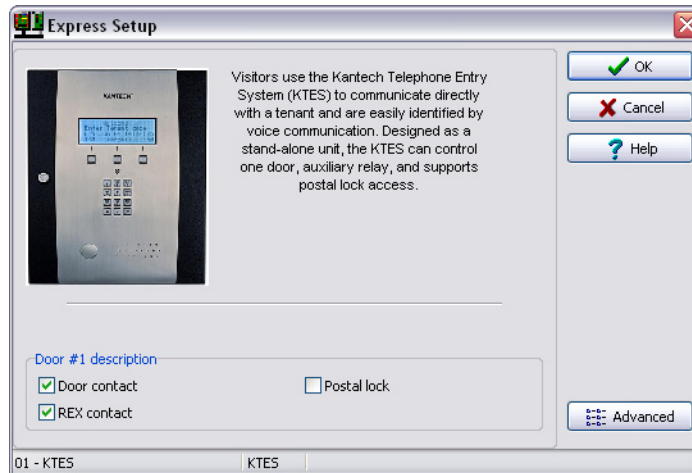 Express Setup
KANTECH
Enter Tenant code
Visitors use the Kantech Telephone Entry
System (KTES) to communicate directly
with a tenant and are easily identified by
voice communication. Designed as a
stand-alone unit, the KTES can control
one door, auxiliary relay, and supports
postal lock access.
OK
Cancel
Help
Door #1 description
Door contact
Postal lock
REX contact
Advanced
01 - KTES
KTES